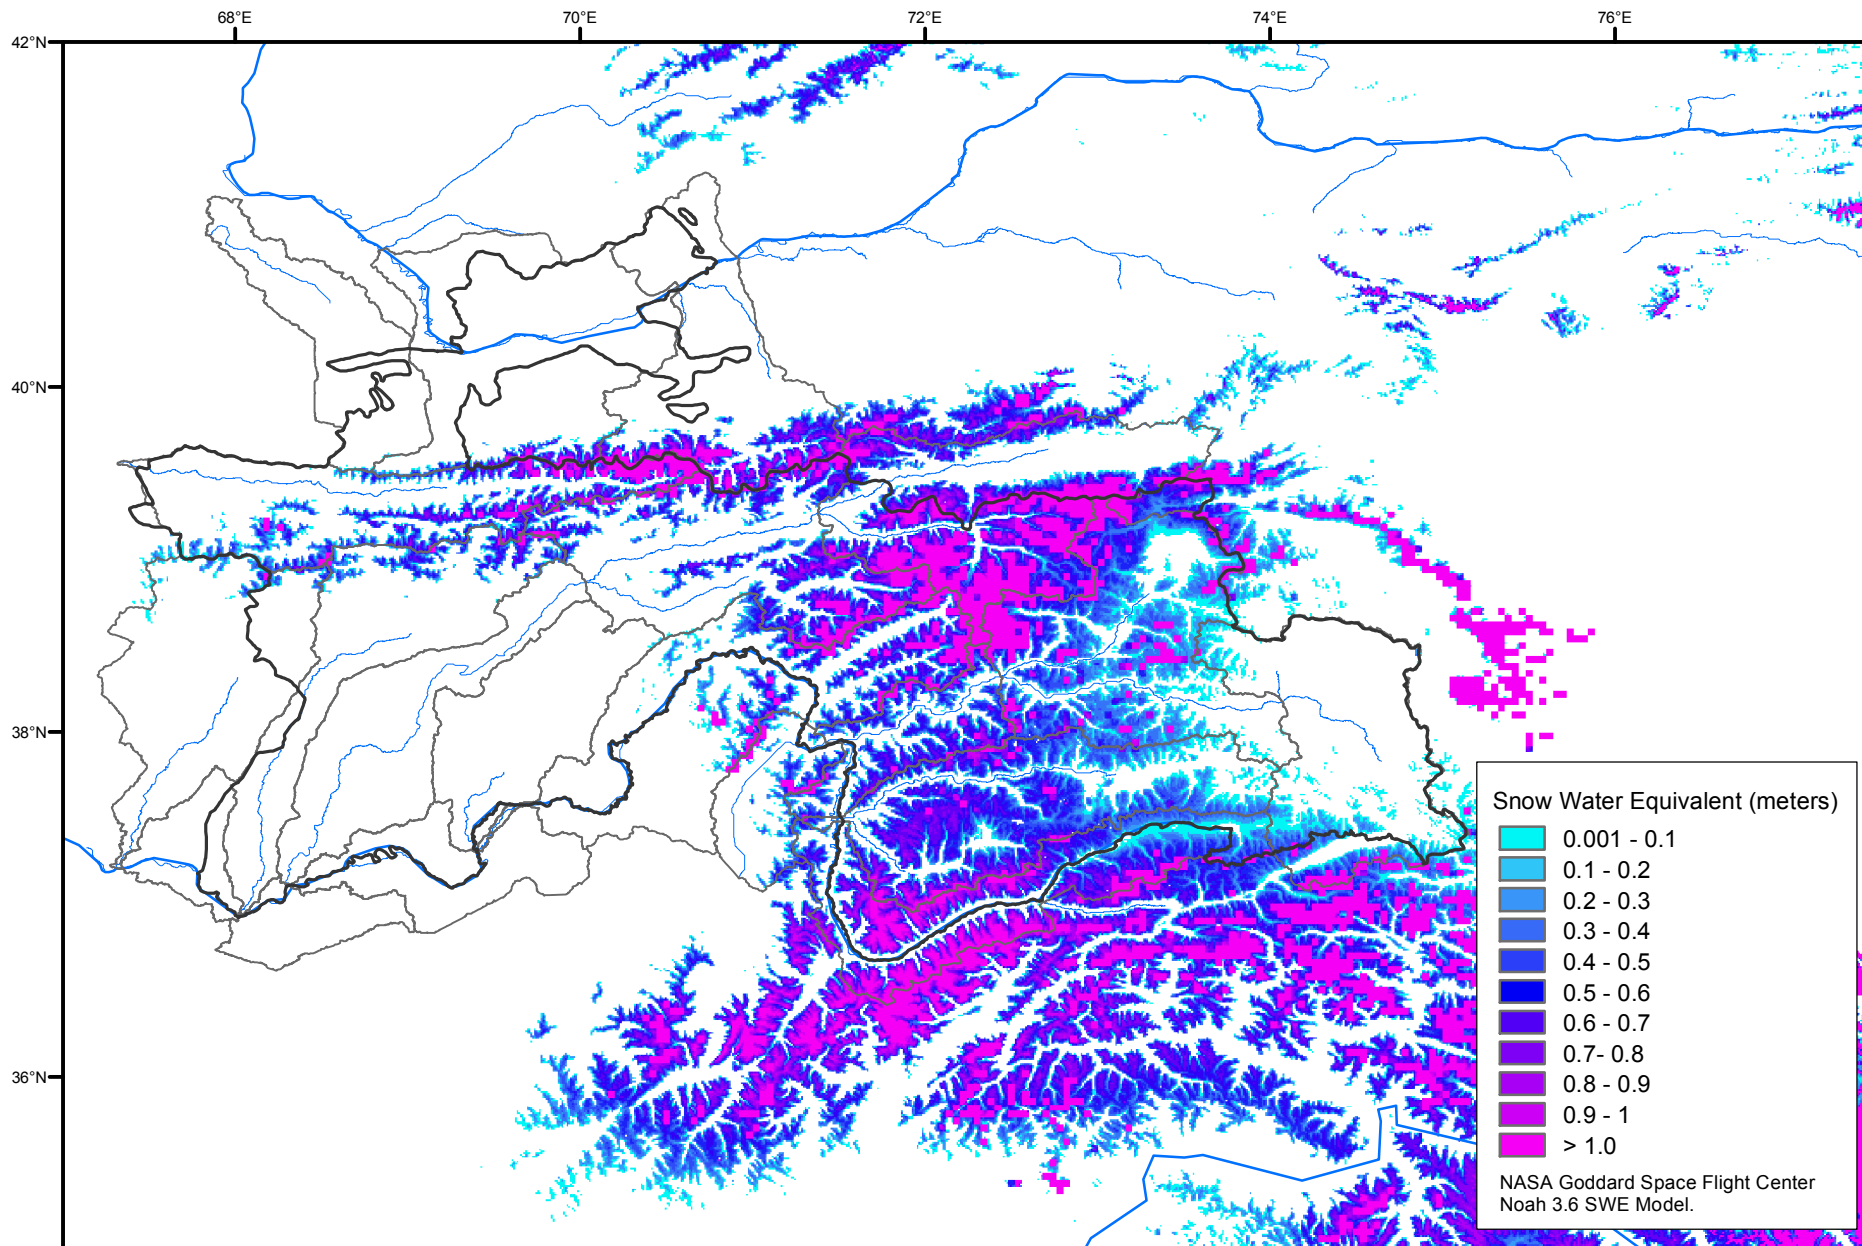 68°E 70°E 72°E 74°E 76°E
42°N
40°N
38°N
36°N
Snow Water Equivalent (meters)
0.001 - 0.1
0.1 - 0.2
0.2 - 0.3
0.3 - 0.4
0.4 - 0.5
0.5 - 0.6
0.6 - 0.7
0.7- 0.8
0.8 - 0.9
0.9 - 1
> 1.0
NASA Goddard Space Flight Center
Noah 3.6 SWE Model.